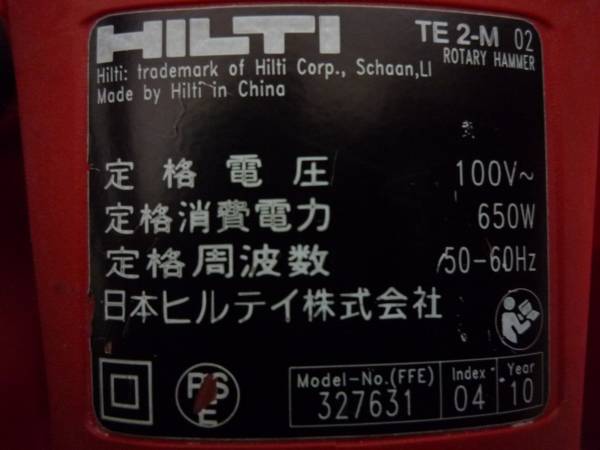 HILTI TE 2-M 02
ROTARY HAMMER
Hilti: trademark of Hilti Corp., Schaan,LI
Made by Hilti in China
定格電圧 100V~
定格消費電力 650W
定格周波数 50-60Hz
日本ヒルテイ株式会社
PS
E
Model-No.(FFE) Index Year
327631 04 10